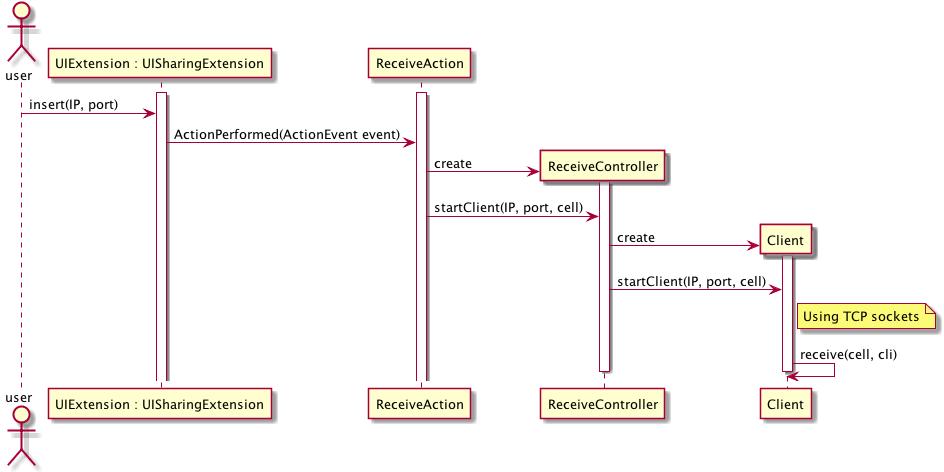 user
UIExtension : UISharingExtension
ReceiveAction
insert(IP, port)
ActionPerformed(ActionEvent event)
create
ReceiveController
startClient(IP, port, cell)
create
Client
startClient(IP, port, cell)
Using TCP sockets
receive(cell, cli)
user
UIExtension : UISharingExtension
ReceiveAction
ReceiveController
Client